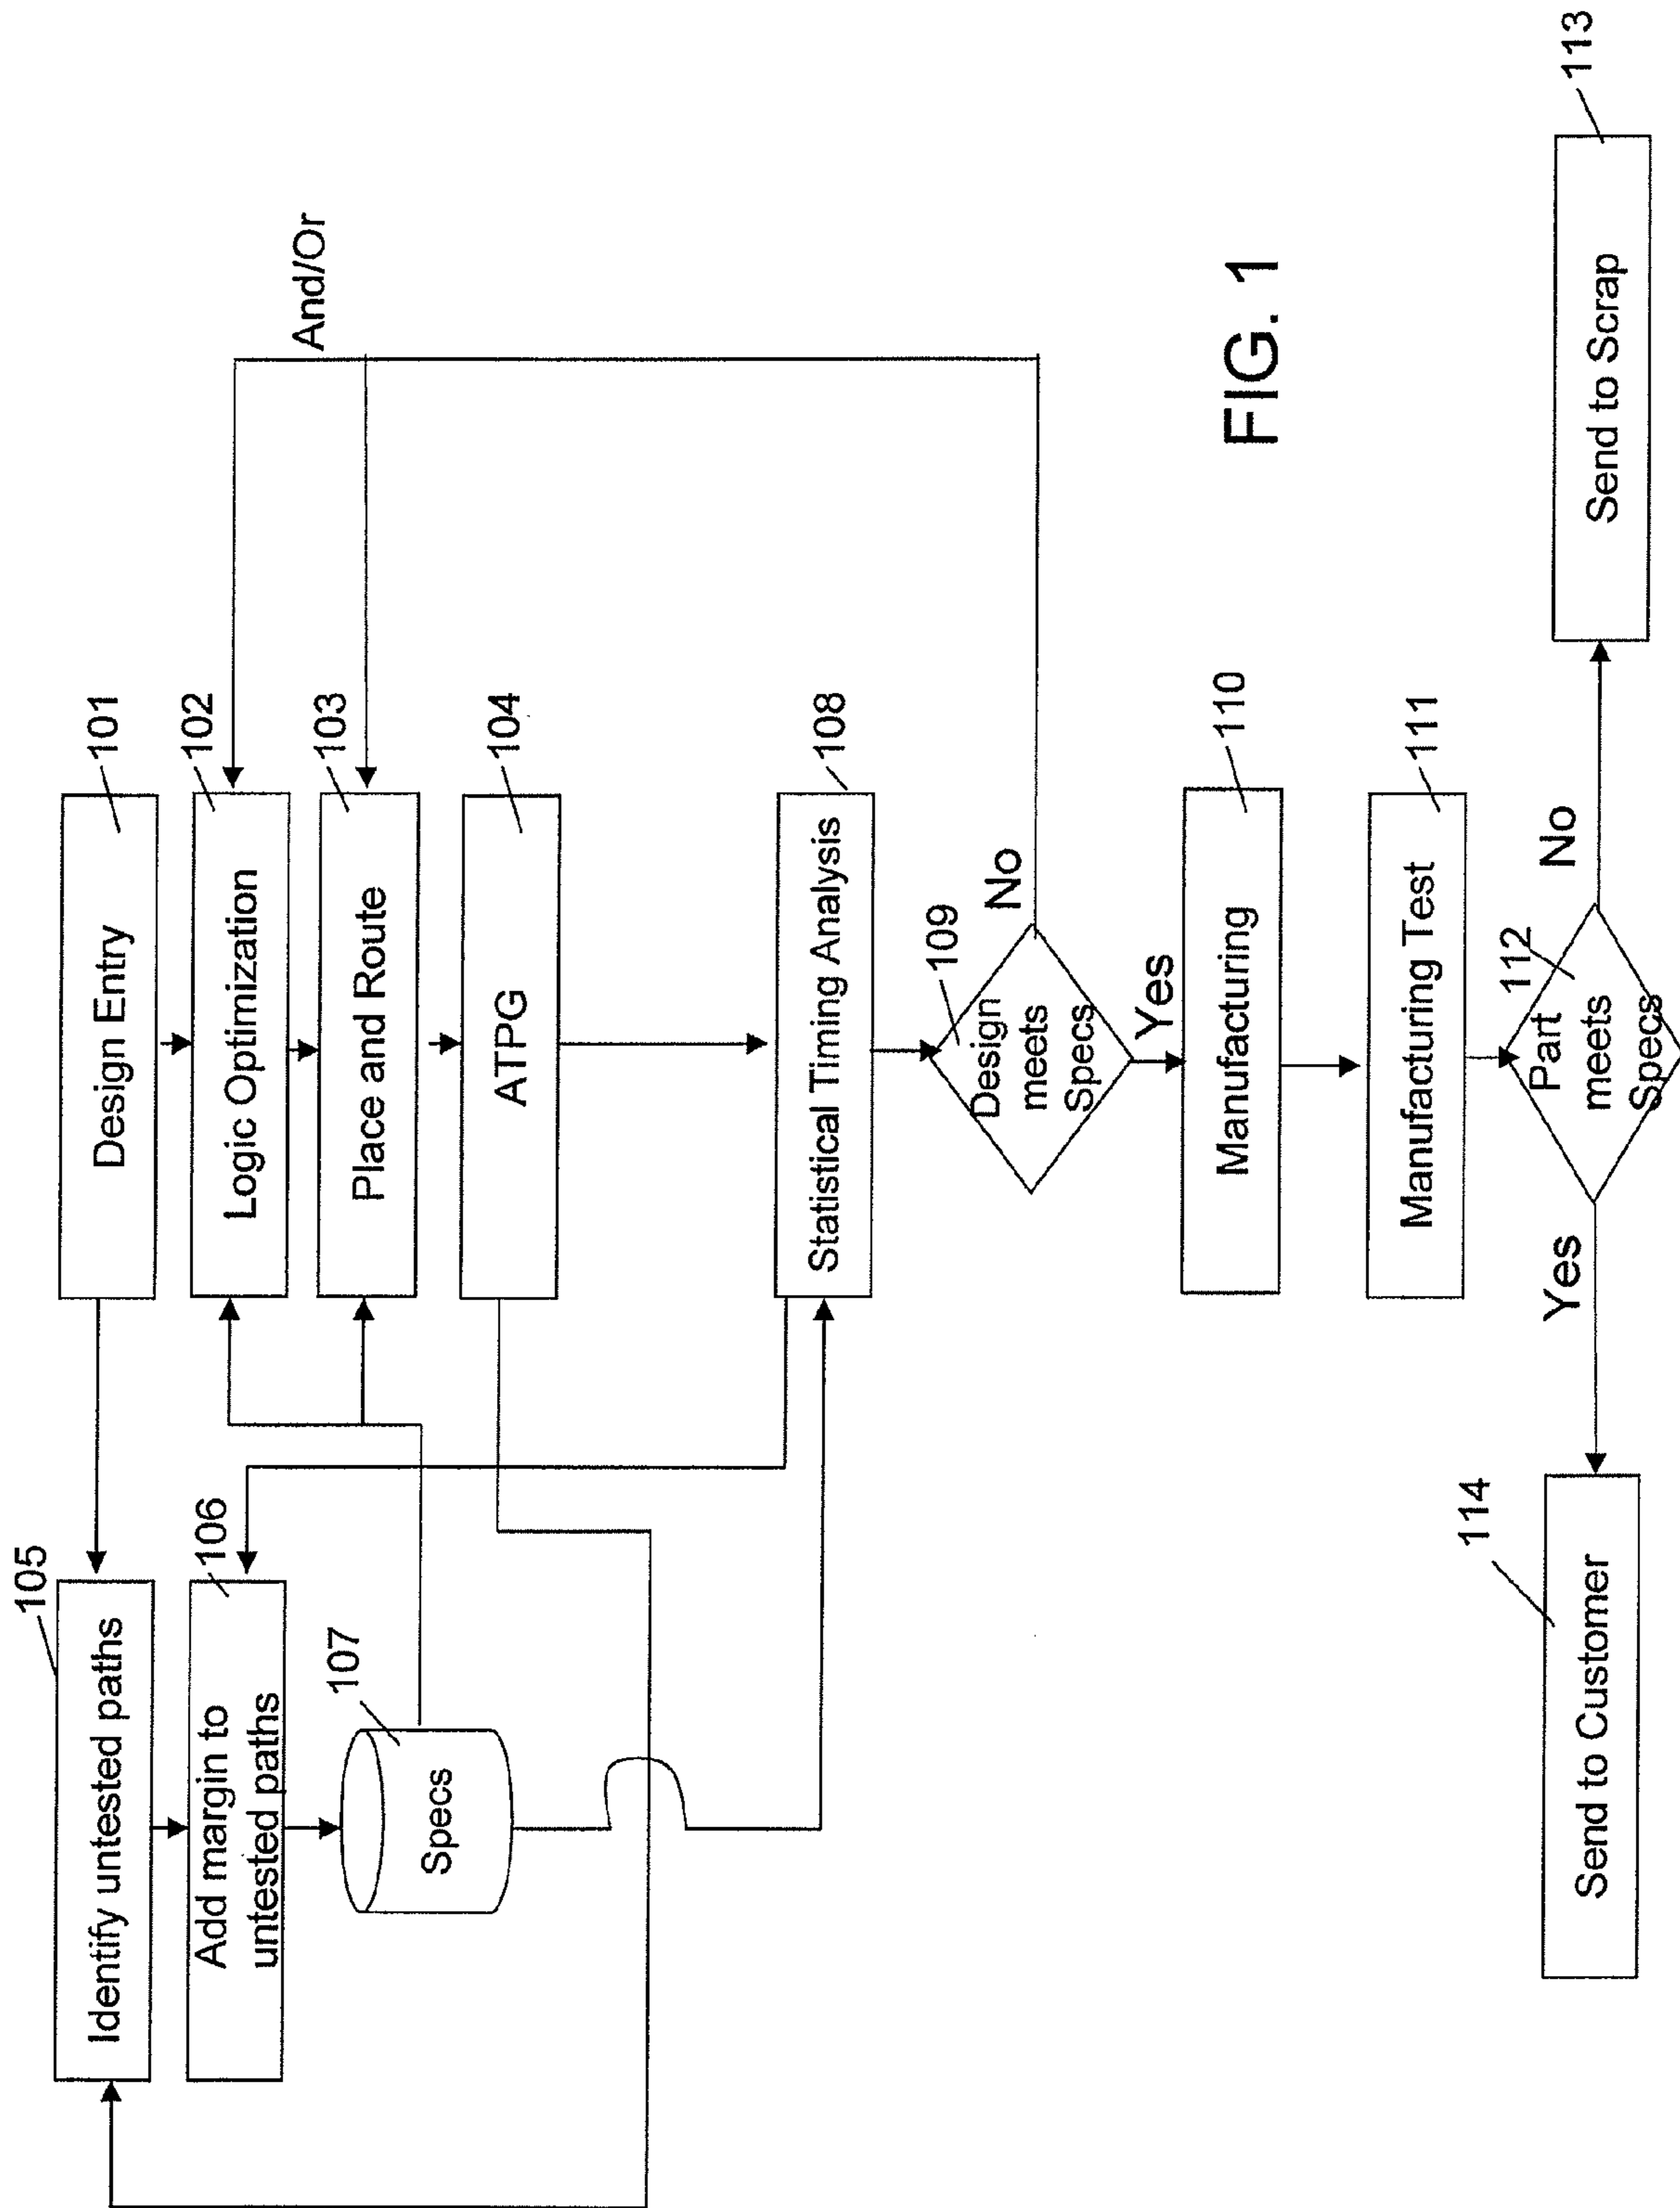 105
Identify untested paths
101
Design Entry
106
Add margin to
untested paths
102
Logic Optimization
And/Or
107
Specs
103
Place and Route
104
ATPG
108
Statistical Timing Analysis
109
Design
meets
Specs
No
Yes
110
Manufacturing
FIG. 1
111
Manufacturing Test
112
Part
meets
Specs
Yes
No
114
Send to Customer
113
Send to Scrap